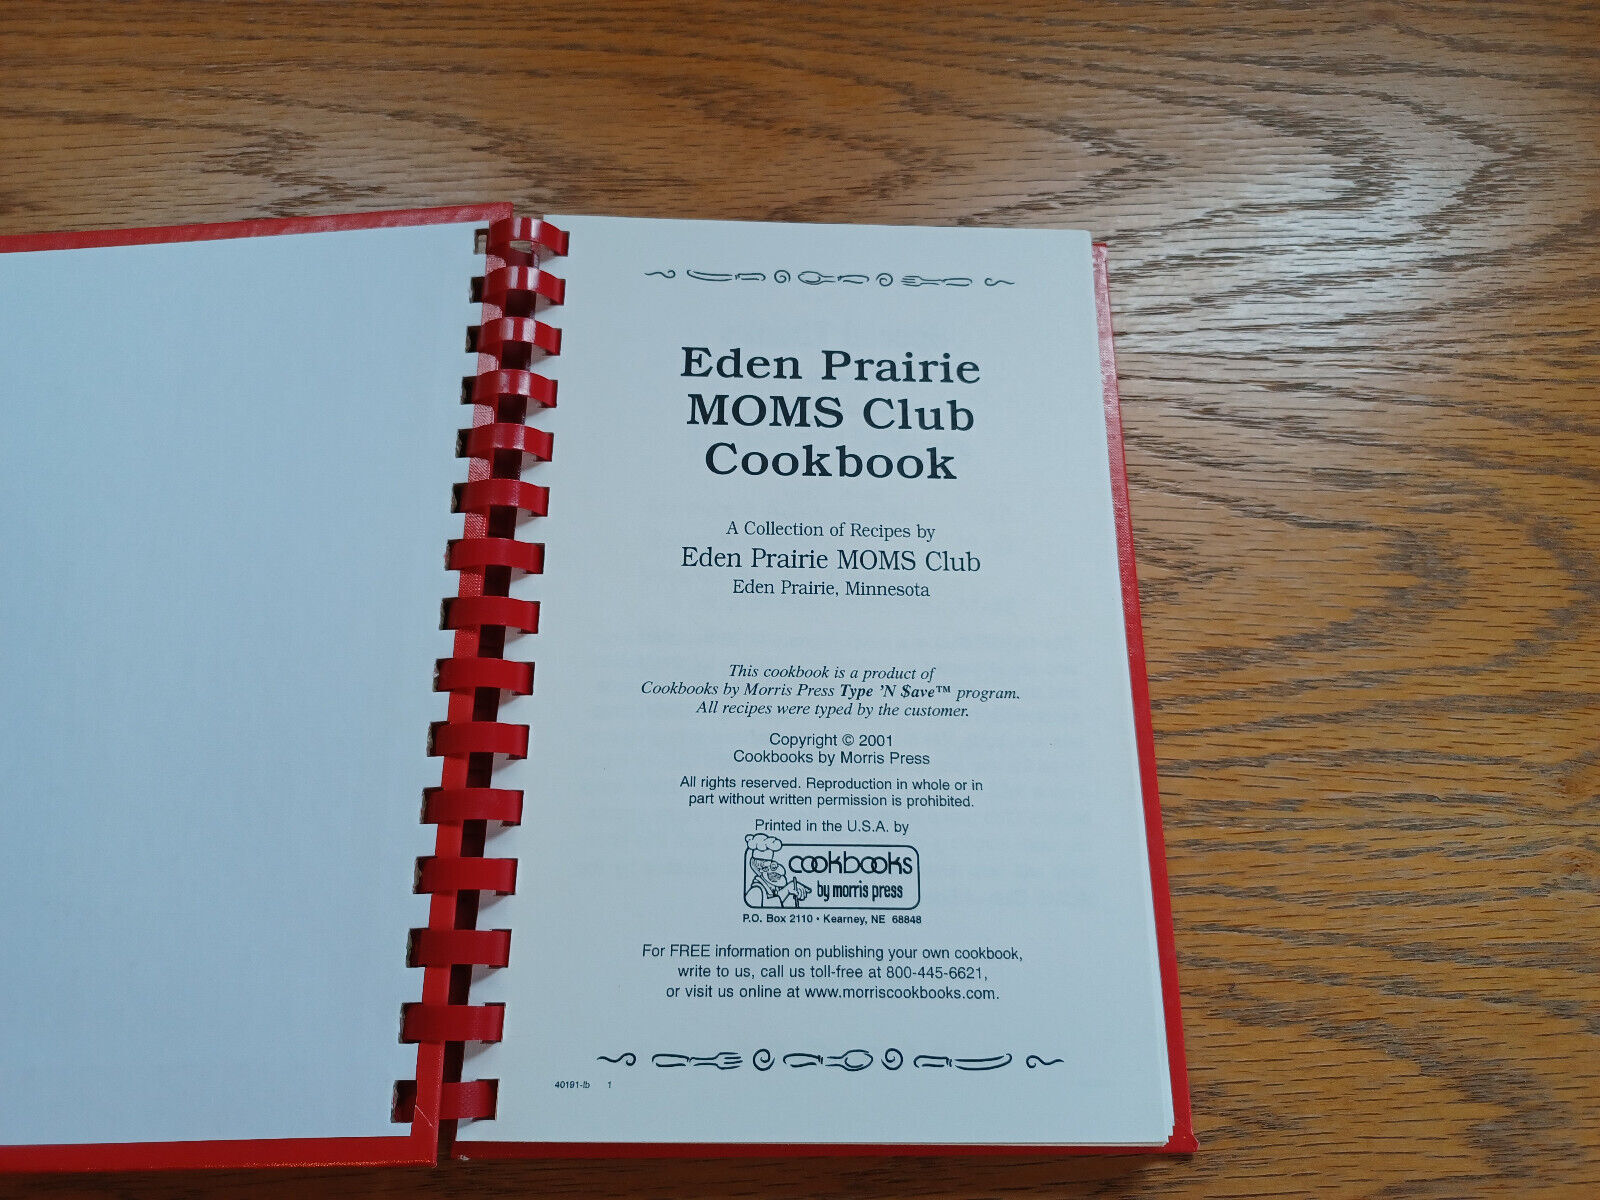 Eden Prairie
MOMS Club
Cookbook
A Collection of Recipes by
Eden Prairie MOMS Club
Eden Prairie, Minnesota
This cookbook is a product of
Cookbooks by Morris Press Type 'N $ave™ program.
All recipes were typed by the customer.
Copyright © 2001
Cookbooks by Morris Press
All rights reserved. Reproduction in whole or in
part without written permission is prohibited.
Printed in the U.S.A. by
cookbooks
by morris press
P.O. Box 2110 • Kearney, NE 68848
For FREE information on publishing your own cookbook,
write to us, call us toll-free at 800-445-6621,
or visit us online at www.morriscookbooks.com.
40191-lb 1